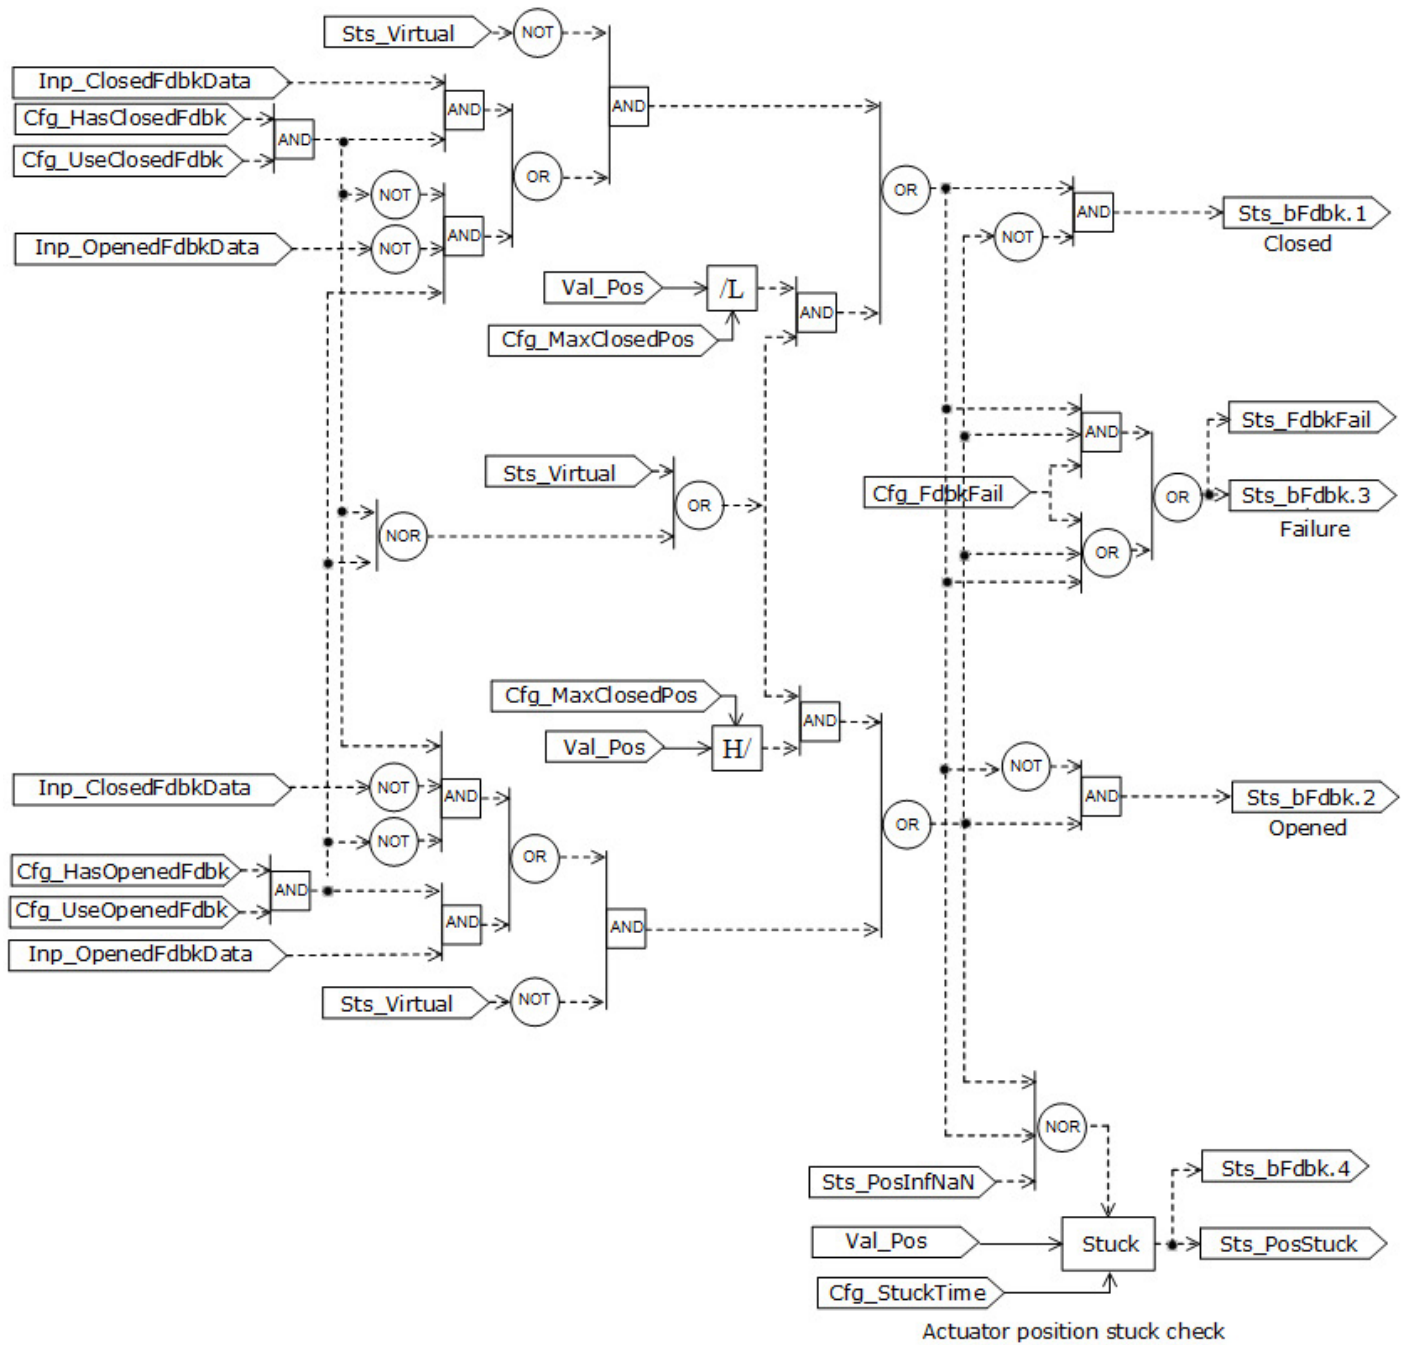 Sts_Virtual
NOT
Inp_ClosedFdbkData
Cfg_HasClosedFdbk
Cfg_UseClosedFdbk
AND
AND
AND
OR
NOT
Inp_OpenedFdbkData
NOT
AND
OR
AND
Sts_bFdbk.1
Closed
NOT
Val_Pos
/L
AND
Cfg_MaxClosedPos
Sts_Virtual
OR
NOR
AND
Sts_FdbkFail
Cfg_FdbkFail
OR
Sts_bFdbk.3
Failure
OR
Cfg_MaxClosedPos
Val_Pos
H/
AND
NOT
AND
Sts_bFdbk.2
Opened
Inp_ClosedFdbkData
NOT
AND
NOT
OR
OR
Cfg_HasOpenedFdbk
Cfg_UseOpenedFdbk
AND
AND
AND
Inp_OpenedFdbkData
Sts_Virtual
NOT
NOR
Sts_PosInfNaN
Sts_bFdbk.4
Val_Pos
Stuck
Sts_PosStuck
Cfg_StuckTime
Actuator position stuck check